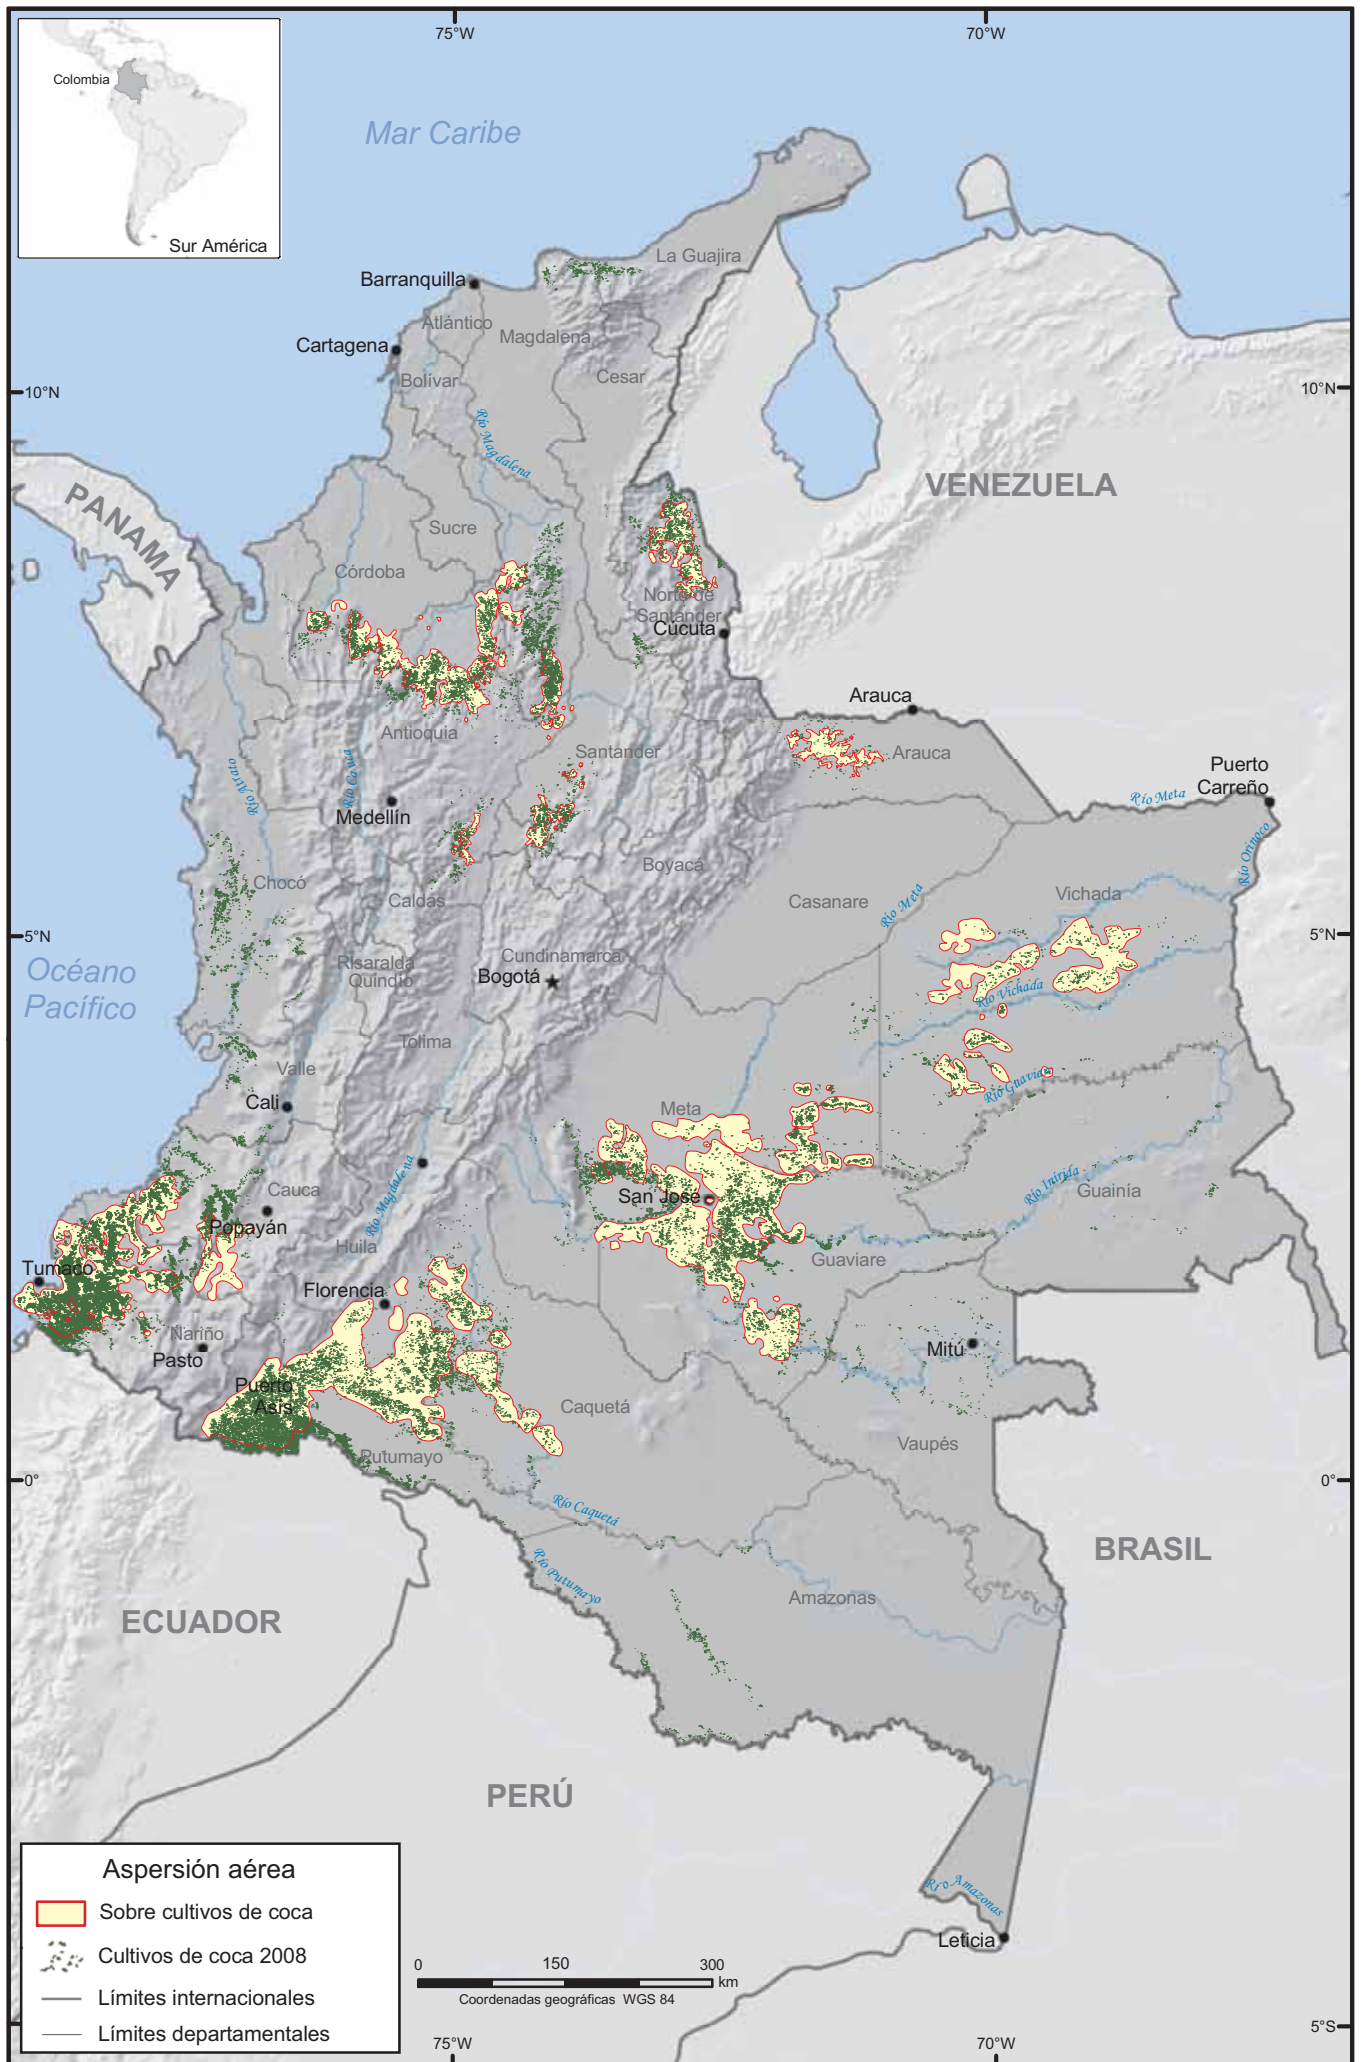 75°W
70°W
Colombia
Sur América
Mar Caribe
La Guajira
Barranquilla
Atlántico
Magdalena
Cartagena
Bolívar
Cesar
10°N
10°N
Río Magdalena
VENEZUELA
PANAMA
Sucre
Córdoba
Norte de
Santander
Cúcuta
Arauca
Antioquia
Santander
Arauca
Río Atrato
Río Cauca
Puerto
Carreño
Río Meta
Medellín
Río Orinoco
Boyacá
Chocó
Caldas
Casanare
Río Meta
Vichada
5°N
5°N
Océano
Pacífico
Risaralda
Quindío
Cundinamarca
Bogotá
Río Vichada
Tolima
Valle
Río Guaviare
Cali
Meta
Río Magdalena
Cauca
San José
Río Inírida
Guainía
Popayán
Huila
Guaviare
Tumaco
Florencia
Nariño
Pasto
Mitú
Puerto
Asís
Caquetá
Vaupés
Putumayo
0°
0°
Río Caquetá
BRASIL
Río Putumayo
Amazonas
ECUADOR
PERÚ
Aspersión aérea
Sobre cultivos de coca
Cultivos de coca 2008
Límites internacionales
Límites departamentales
Río Amazonas
Leticia
0 150 300
km
Coordenadas geográficas WGS 84
5°S
75°W
70°W